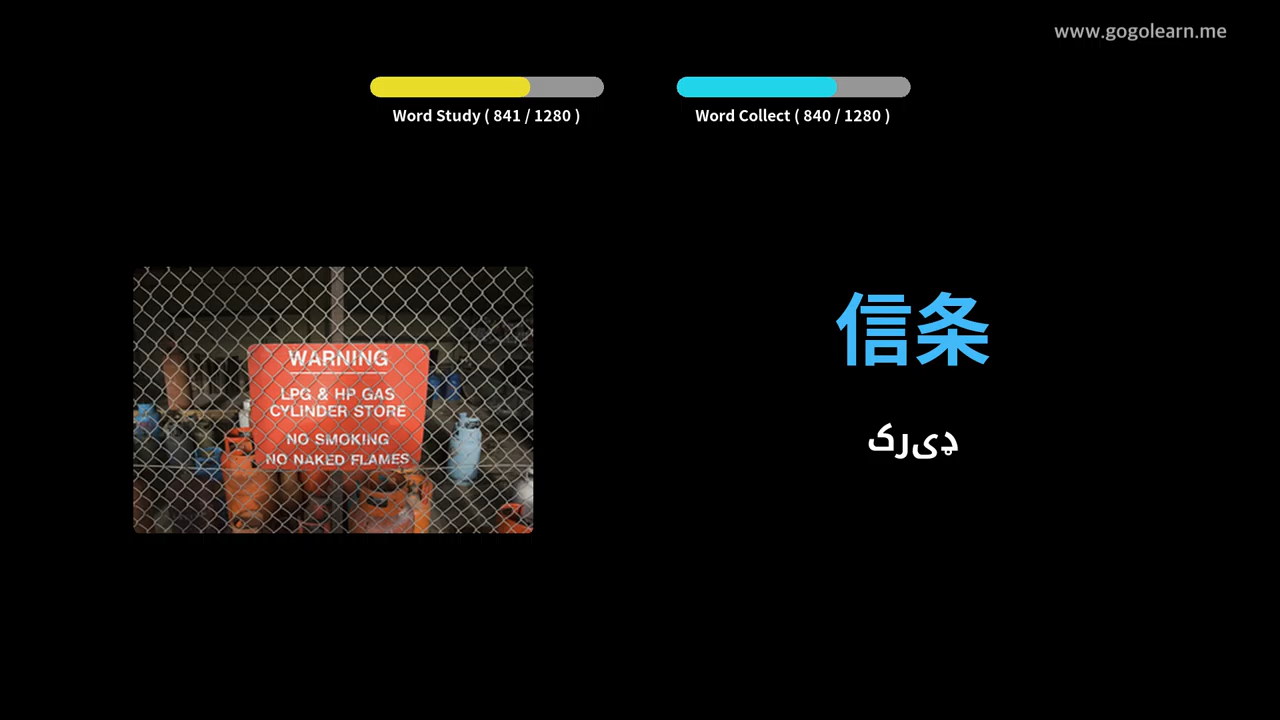 www.gogolearn.me
Word Study ( 841 / 1280 )
Word Collect ( 840 / 1280 )
WARNING
LPG & HP GAS
CYLINDER STORE
NO SMOKING
NO NAKED FLAMES
信条
کریډ